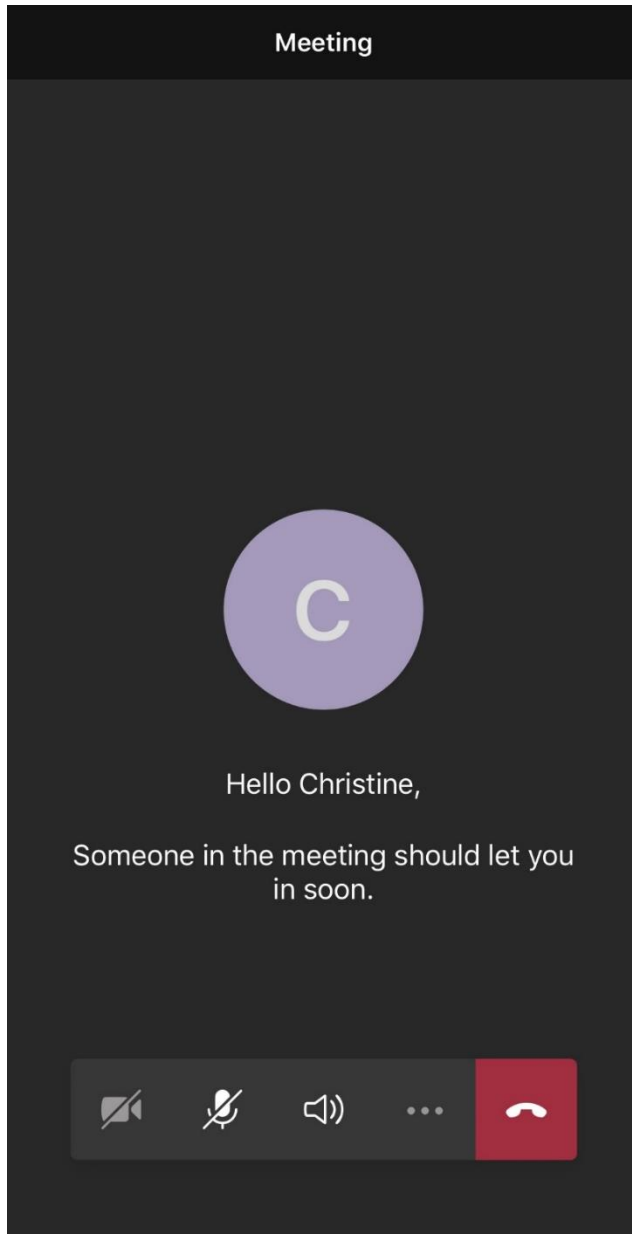 Meeting
C
Hello Christine,
Someone in the meeting should let you
in soon.